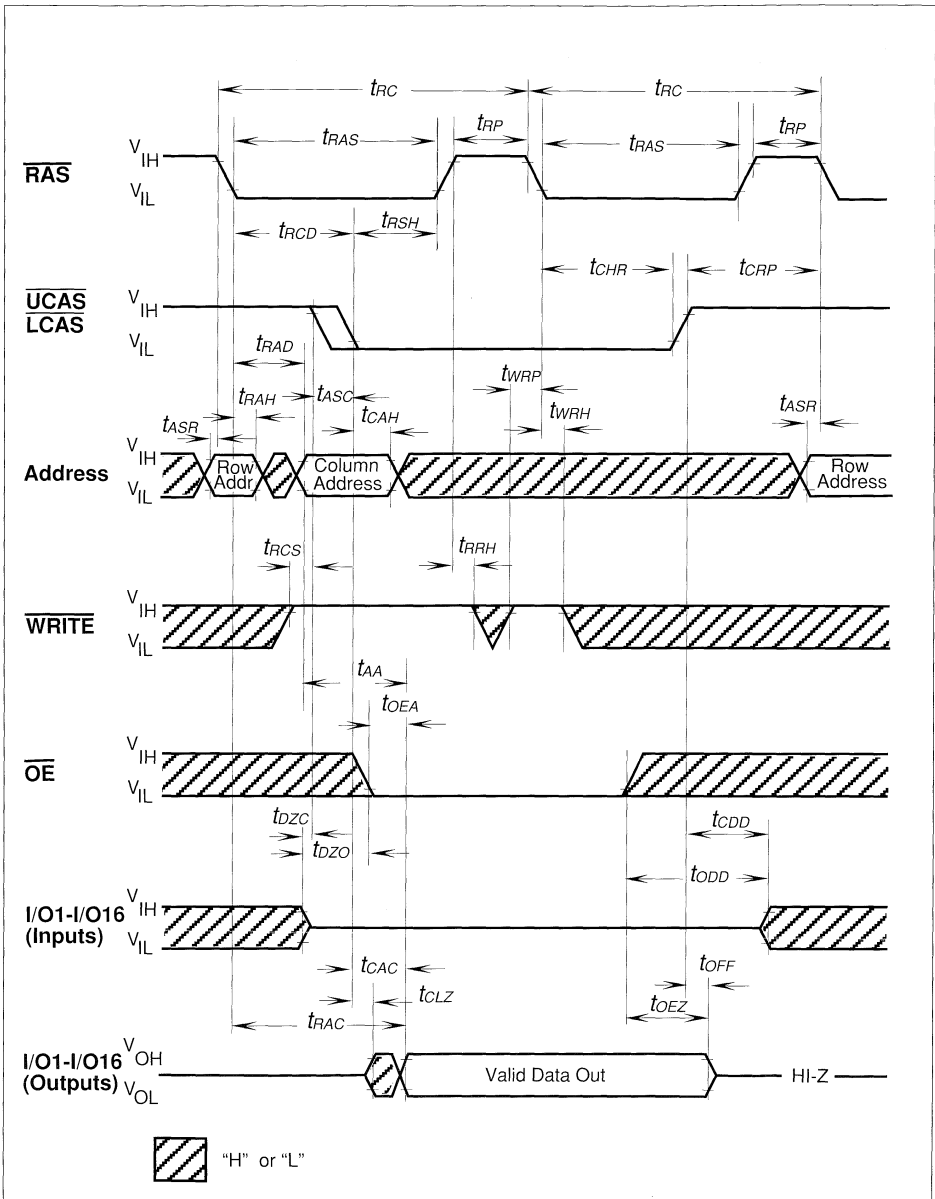 tRC tRC
tRAS tRP tRAS tRP
VIH
RAS
VIL
tRCD tRSH
tCHR tCRP
UCAS VIH
LCAS
VIL
tRAD
tWRP
tRAH tASC
tASR tCAH tWRH tASR
VIH
Address Row Addr. Column Address Row Address
VIL
tRCS tRRH
VIH
WRITE
VIL
tAA
tOEA
VIH
OE
VIL
tDZC tCDD
tDZO tODD
I/O1-I/O16 VIH
(Inputs) VIL
tCAC tOFF
tCLZ tOEZ
tRAC
I/O1-I/O16 VOH
(Outputs) Valid Data Out HI-Z
VOL
"H" or "L"